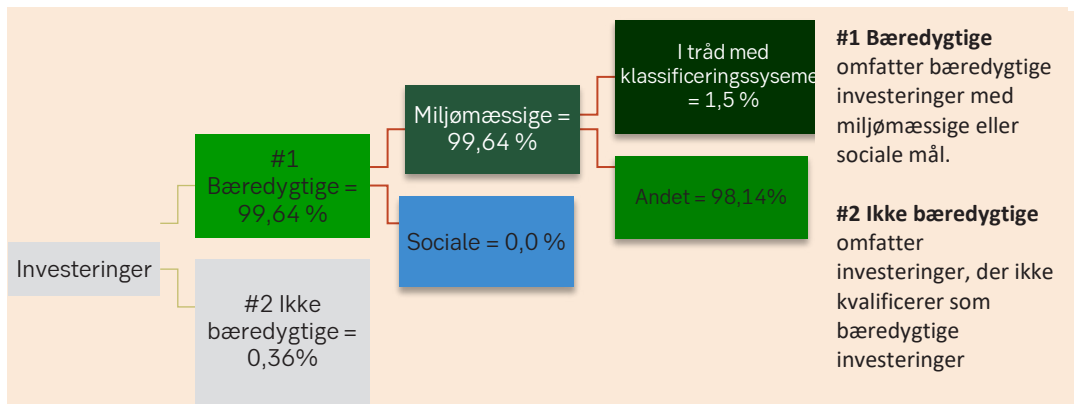 Investeringer
#1
Bæredygtige =
99,64 %
#2 Ikke
bæredygtige =
0,36%
Miljømæssige =
99,64 %
Sociale = 0,0 %
I tråd med
klassificeringssyseme
= 1,5 %
Andet = 98,14%
#1 Bæredygtige
omfatter bæredygtige
investeringer med
miljømæssige eller
sociale mål.
#2 Ikke bæredygtige
omfatter
investeringer, der ikke
kvalificerer som
bæredygtige
investeringer